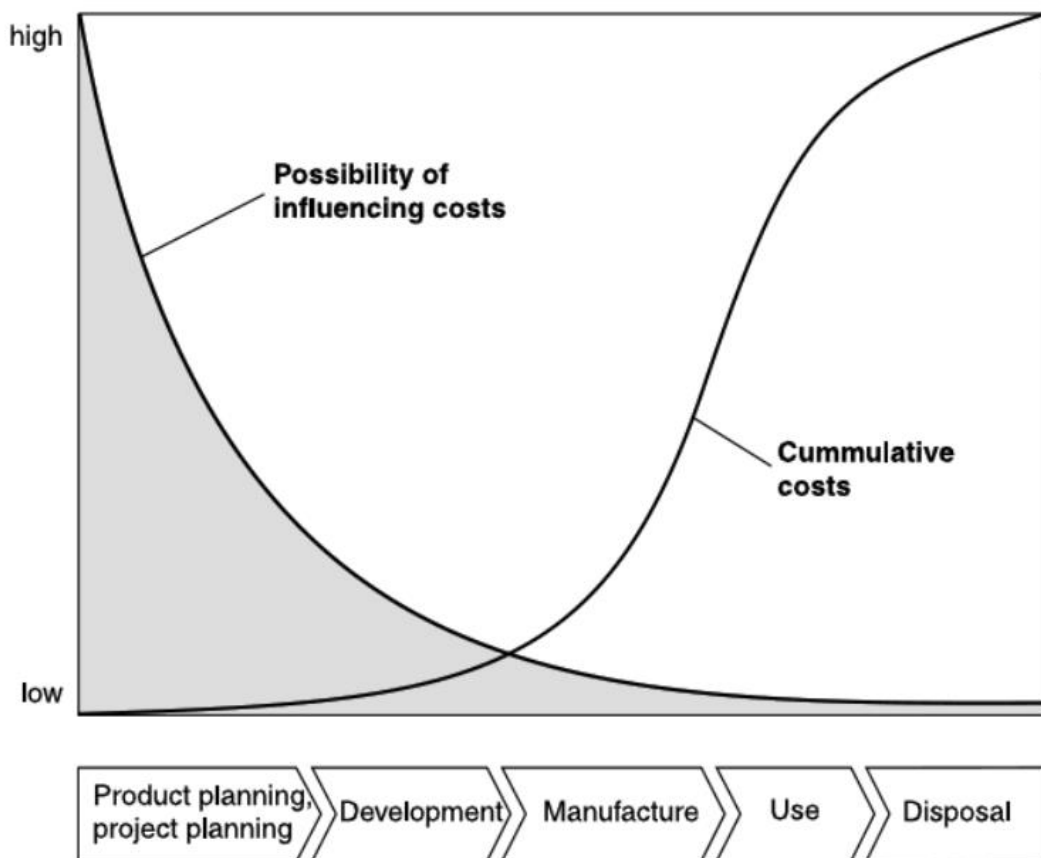 high
Possibility of
influencing costs
Cummulative
costs
low
Product planning,
project planning
Development
Manufacture
Use
Disposal